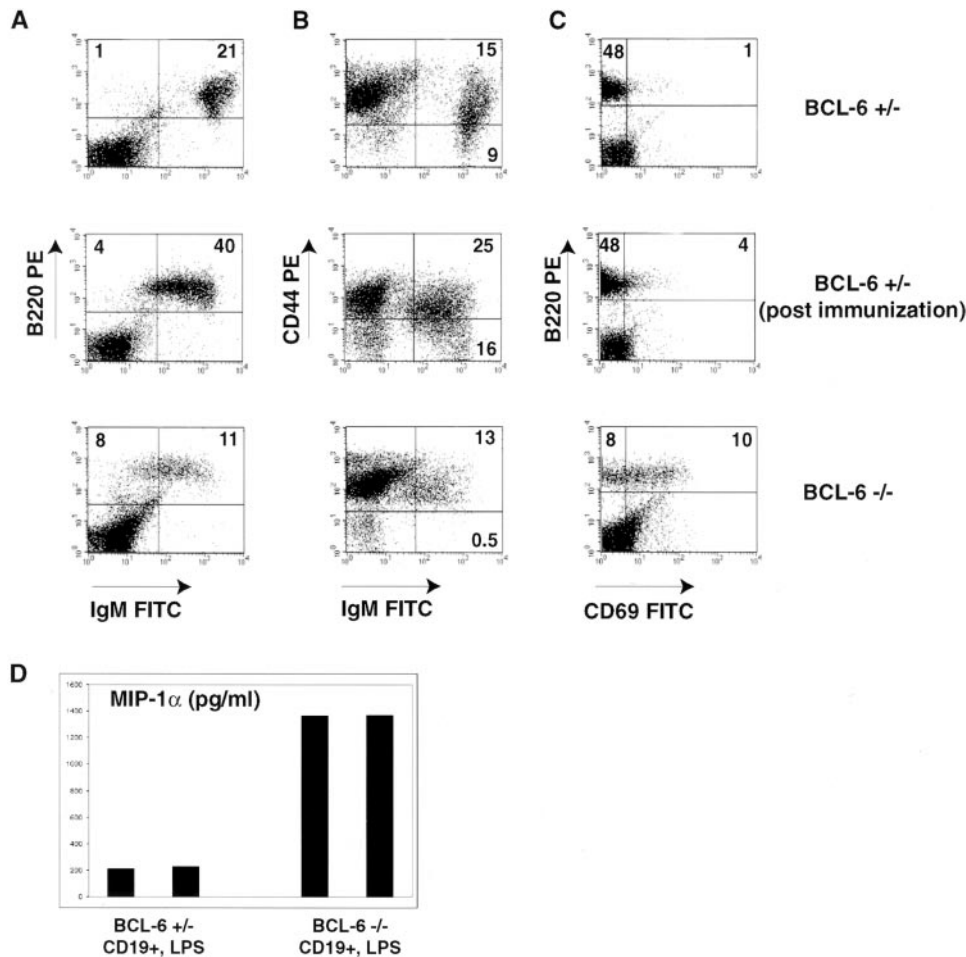 A
B
C
1 21
15
9
48 1
BCL-6 +/-
4 40
25
16
48 4
BCL-6 +/-
(post immunization)
8 11
13
0.5
8 10
BCL-6 -/-
B220 PE
CD44 PE
B220 PE
IgM FITC
IgM FITC
CD69 FITC
D
MIP-1α (pg/ml)
1600
1400
1200
1000
800
600
400
200
0
BCL-6 +/-
CD19+, LPS
BCL-6 -/-
CD19+, LPS